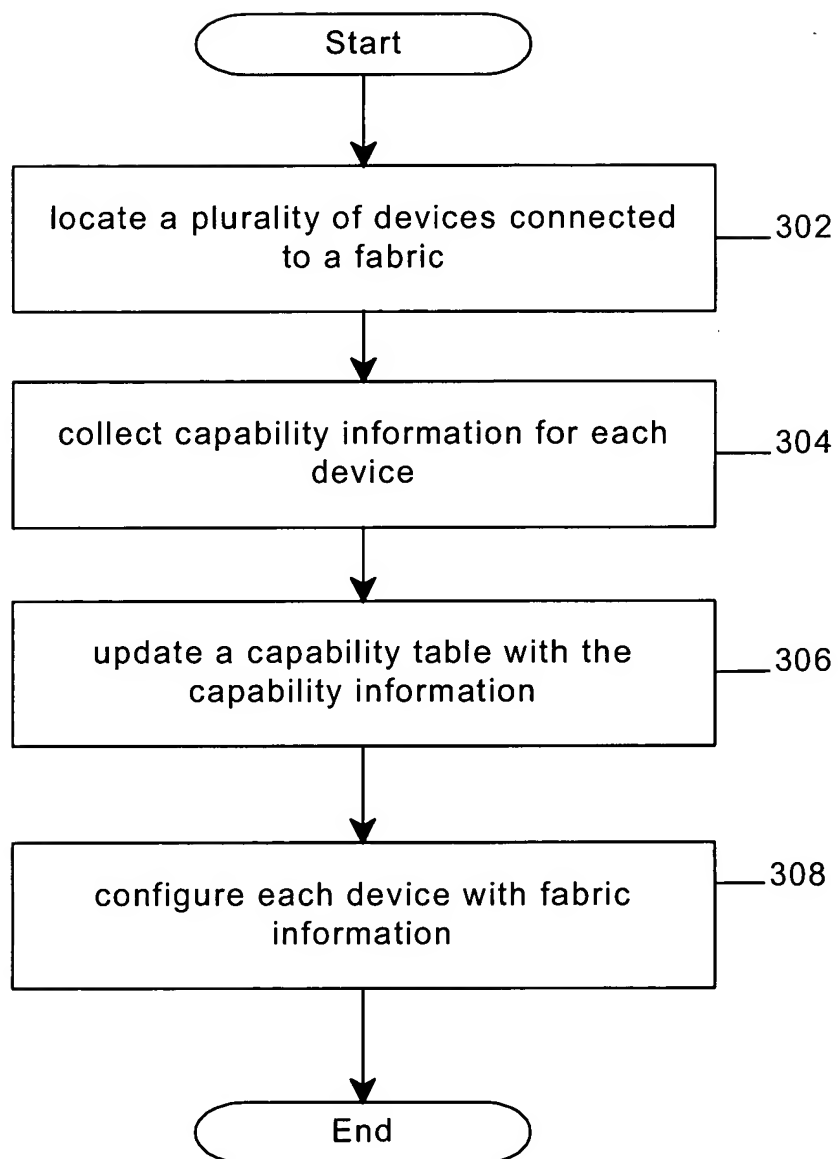 Start
locate a plurality of devices connected
to a fabric
302
collect capability information for each
device
304
update a capability table with the
capability information
306
configure each device with fabric
information
308
End